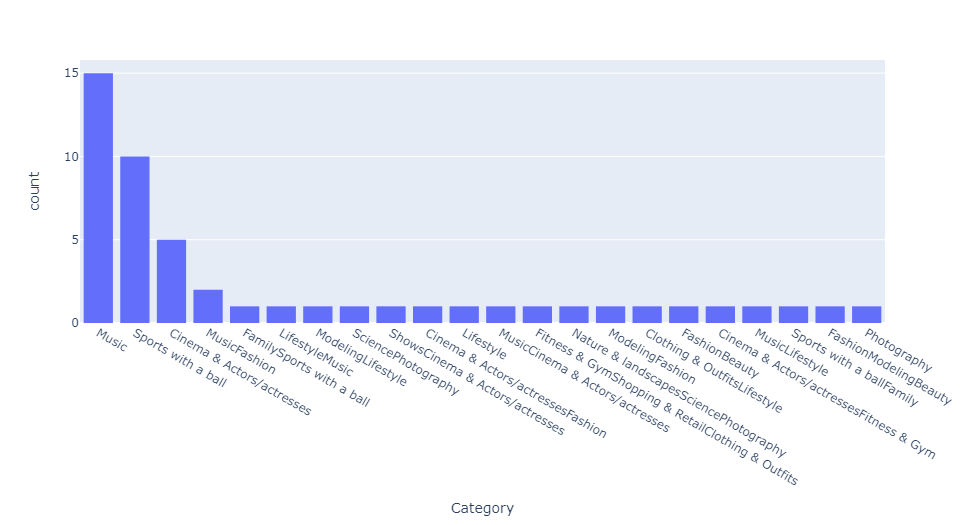 15
10
5
0
count
Music
Sports with a ball
Cinema & Actors/actresses
MusicFashion
FamilySports with a ball
LifestyleMusic
ModelingLifestyle
SciencePhotography
ShowsCinema & Actors/actresses
Cinema & Actors/actressesFashion
Lifestyle
MusicCinema & Actors/actresses
Fitness & GymShopping & RetailClothing & Outfits
Nature & landscapesSciencePhotography
ModelingFashion
Clothing & OutfitsLifestyle
FashionBeauty
Cinema & Actors/actressesFitness & Gym
MusicLifestyle
Sports with a ballFamily
FashionModelingBeauty
Photography
Category